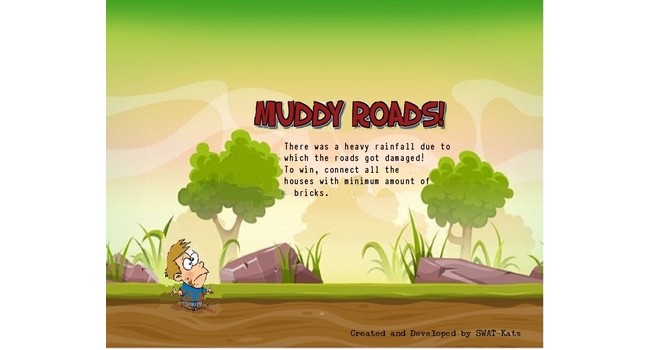 MUDDY ROADS!
There was a heavy rainfall due to
which the roads got damaged!
To win, connect all the
houses with minimum amount of
bricks.
Created and Developed by SWAT-Kats